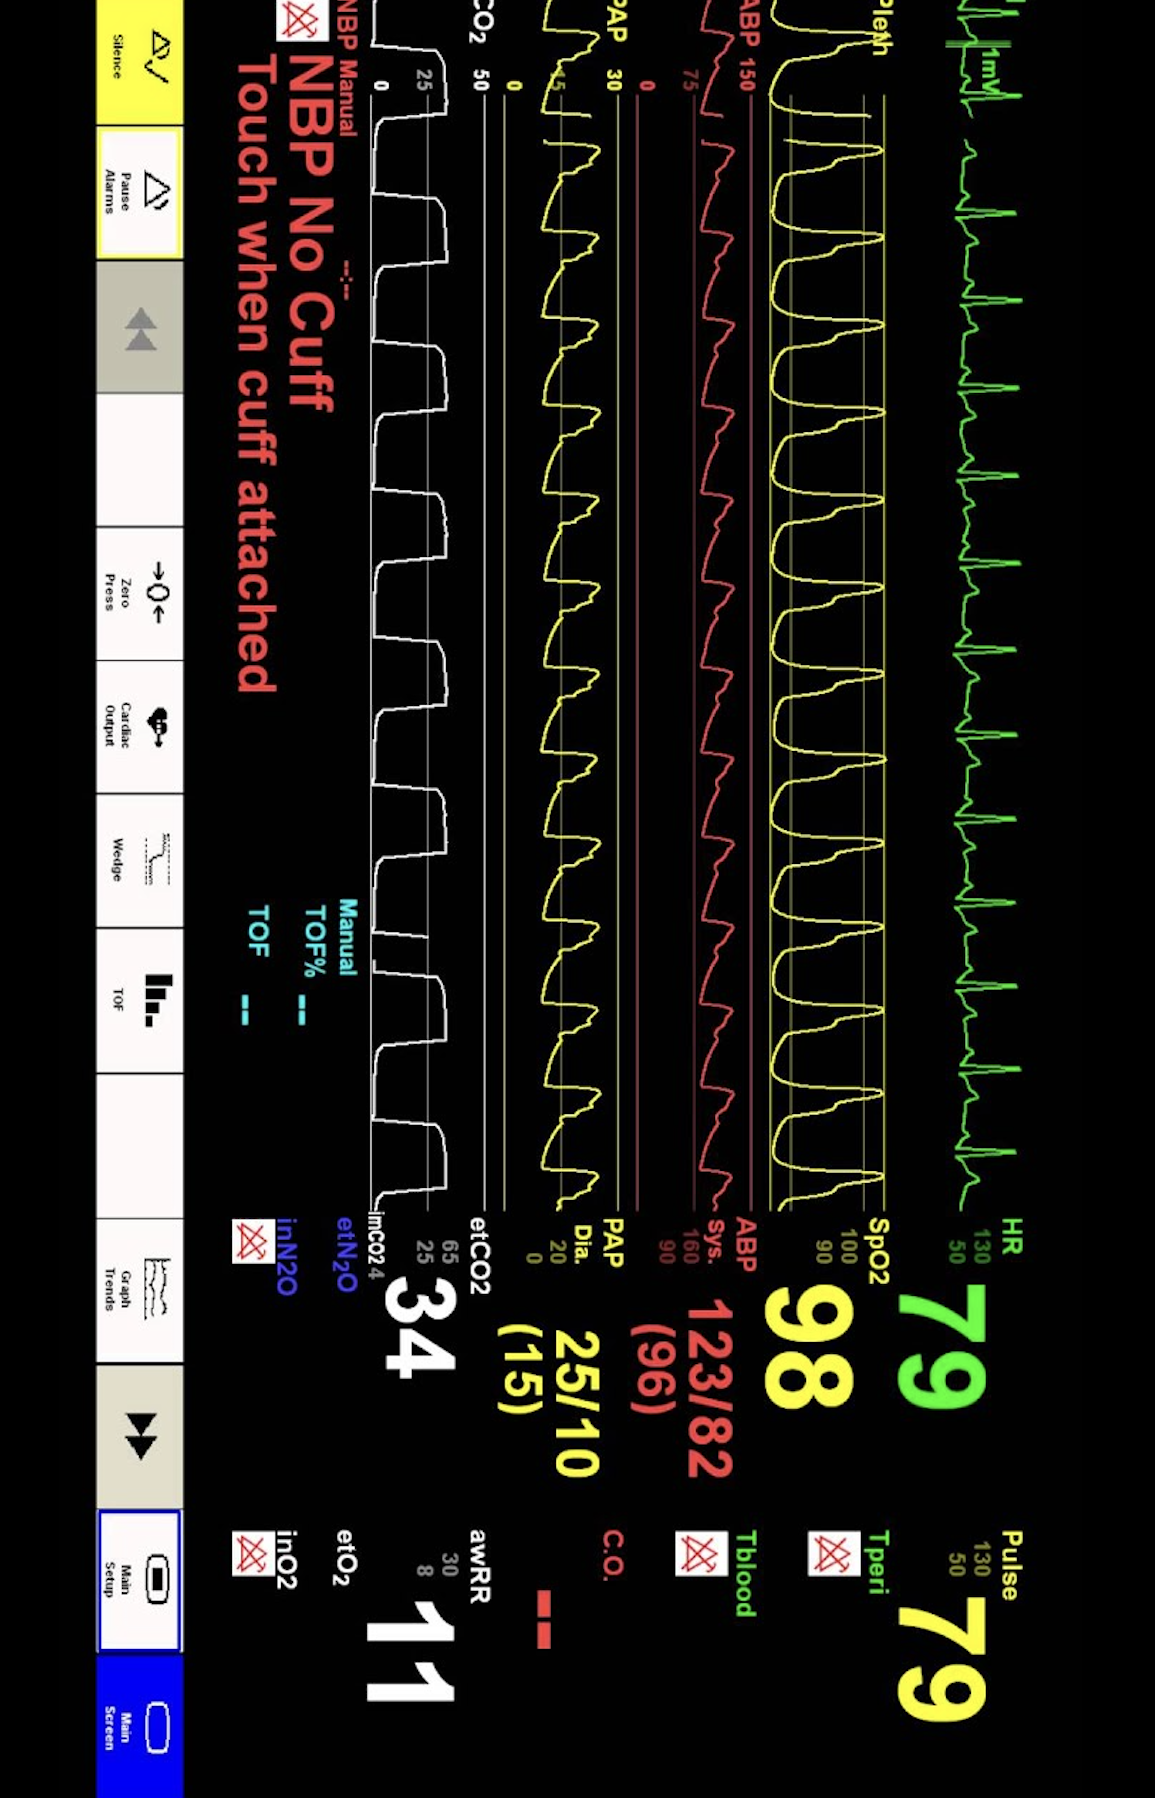 1mV
HR
130
50
79
Pulse
130
50
79
Pleth
SpO2
100
90
98
Tperi
ABP
150
75
0
ABP
Sys.
160
90
123/82
(96)
Tblood
PAP
30
15
0
PAP
Dia.
20
0
25/10
(15)
C.O.
--
CO2
50
25
0
etCO2
65
25
34
imCO2 4
awRR
30
8
11
NBP Manual
--:--
NBP No Cuff
Touch when cuff attached
Manual
TOF%
--
TOF
--
etN2O
inN2O
etO2
inO2
Silence
Pause
Alarms
Zero
Press
Cardiac
Output
Wedge
TOF
Graph
Trends
Main
Setup
Main
Screen